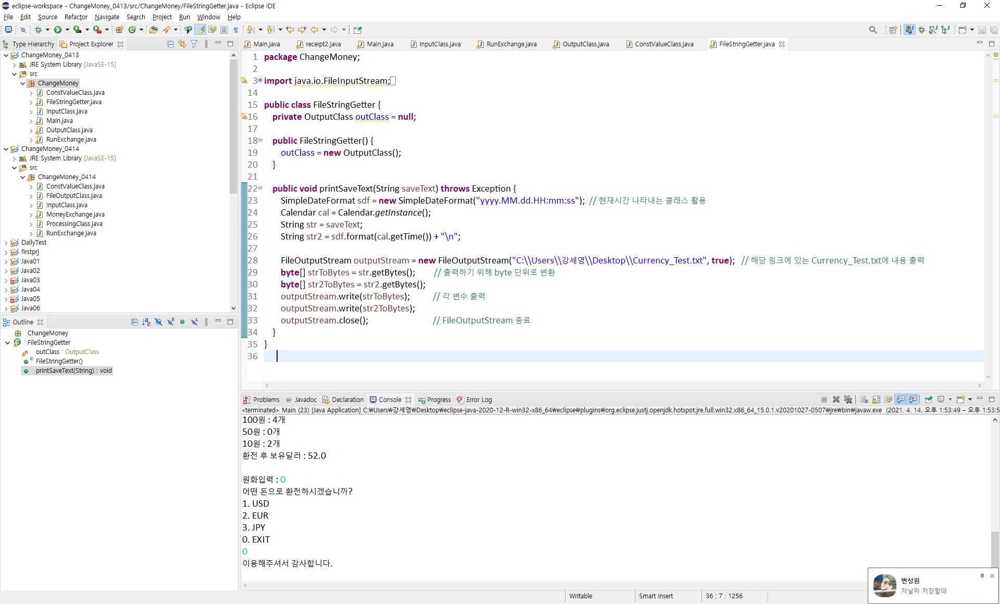 eclipse-workspace - ChangeMoney_0413/src/ChangeMoney/FileStringGetter.java - Eclipse IDE
File Edit Source Refactor Navigate Search Project Run Window Help
Type Hierarchy Project Explorer
ChangeMoney_0413
JRE System Library [JavaSE-15]
src
ChangeMoney
ConstValueClass.java
FileStringGetter.java
InputClass.java
Main.java
OutputClass.java
RunExchange.java
ChangeMoney_0414
JRE System Library [JavaSE-15]
src
ChangeMoney_0414
ConstValueClass.java
FileOutputClass.java
InputClass.java
MoneyExchange.java
ProcessingClass.java
RunExchange.java
DailyTest
firstprj
Java01
Java02
Java03
Java04
Java05
Java06
Outline
ChangeMoney
FileStringGetter
outClass : OutputClass
FileStringGetter()
printSaveText(String) : void
Main.java receipt2.java Main.java InputClass.java RunExchange.java OutputClass.java ConstValueClass.java FileStringGetter.java
1 package ChangeMoney;
2
3 import java.io.FileInputStream;
14
15 public class FileStringGetter {
16 private OutputClass outClass = null;
17
18 public FileStringGetter() {
19 outClass = new OutputClass();
20 }
21
22 public void printSaveText(String saveText) throws Exception {
23 SimpleDateFormat sdf = new SimpleDateFormat("yyyy.MM.dd.HH:mm:ss"); // 현재시간 나타내는 클래스 활용
24 Calendar cal = Calendar.getInstance();
25 String str = saveText;
26 String str2 = sdf.format(cal.getTime()) + "\n";
27
28 FileOutputStream outputStream = new FileOutputStream("C:\\Users\\강세영\\Desktop\\Currency_Test.txt", true); // 해당 링크에 있는 Currency_Test.txt에 내용 출력
29 byte[] strToBytes = str.getBytes(); // 출력하기 위해 byte 단위로 변환
30 byte[] str2ToBytes = str2.getBytes();
31 outputStream.write(strToBytes); // 각 변수 출력
32 outputStream.write(str2ToBytes);
33 outputStream.close(); // FileOutputStream 종료
34 }
35 }
36
Problems @ Javadoc Declaration Console Progress Error Log
<terminated> Main (23) [Java Application] C:₩Users₩강세영₩Desktop₩eclipse-java-2020-12-R-win32-x86_64₩eclipse₩plugins₩org.eclipse.justj.openjdk.hotspot.jre.full.win32.x86_64_15.0.1.v20201027-0507₩jre₩bin₩javaw.exe (2021. 4. 14. 오후 1:53:49 – 오후 1:53:5
100원 : 4개
50원 : 0개
10원 : 2개
환전 후 보유달러 : 52.0
원화입력 : 0
어떤 돈으로 환전하시겠습니까?
1. USD
2. EUR
3. JPY
0. EXIT
0
이용해주셔서 감사합니다.
변성원
저날짜 저장할때
Writable Smart Insert 36 : 7 : 1256